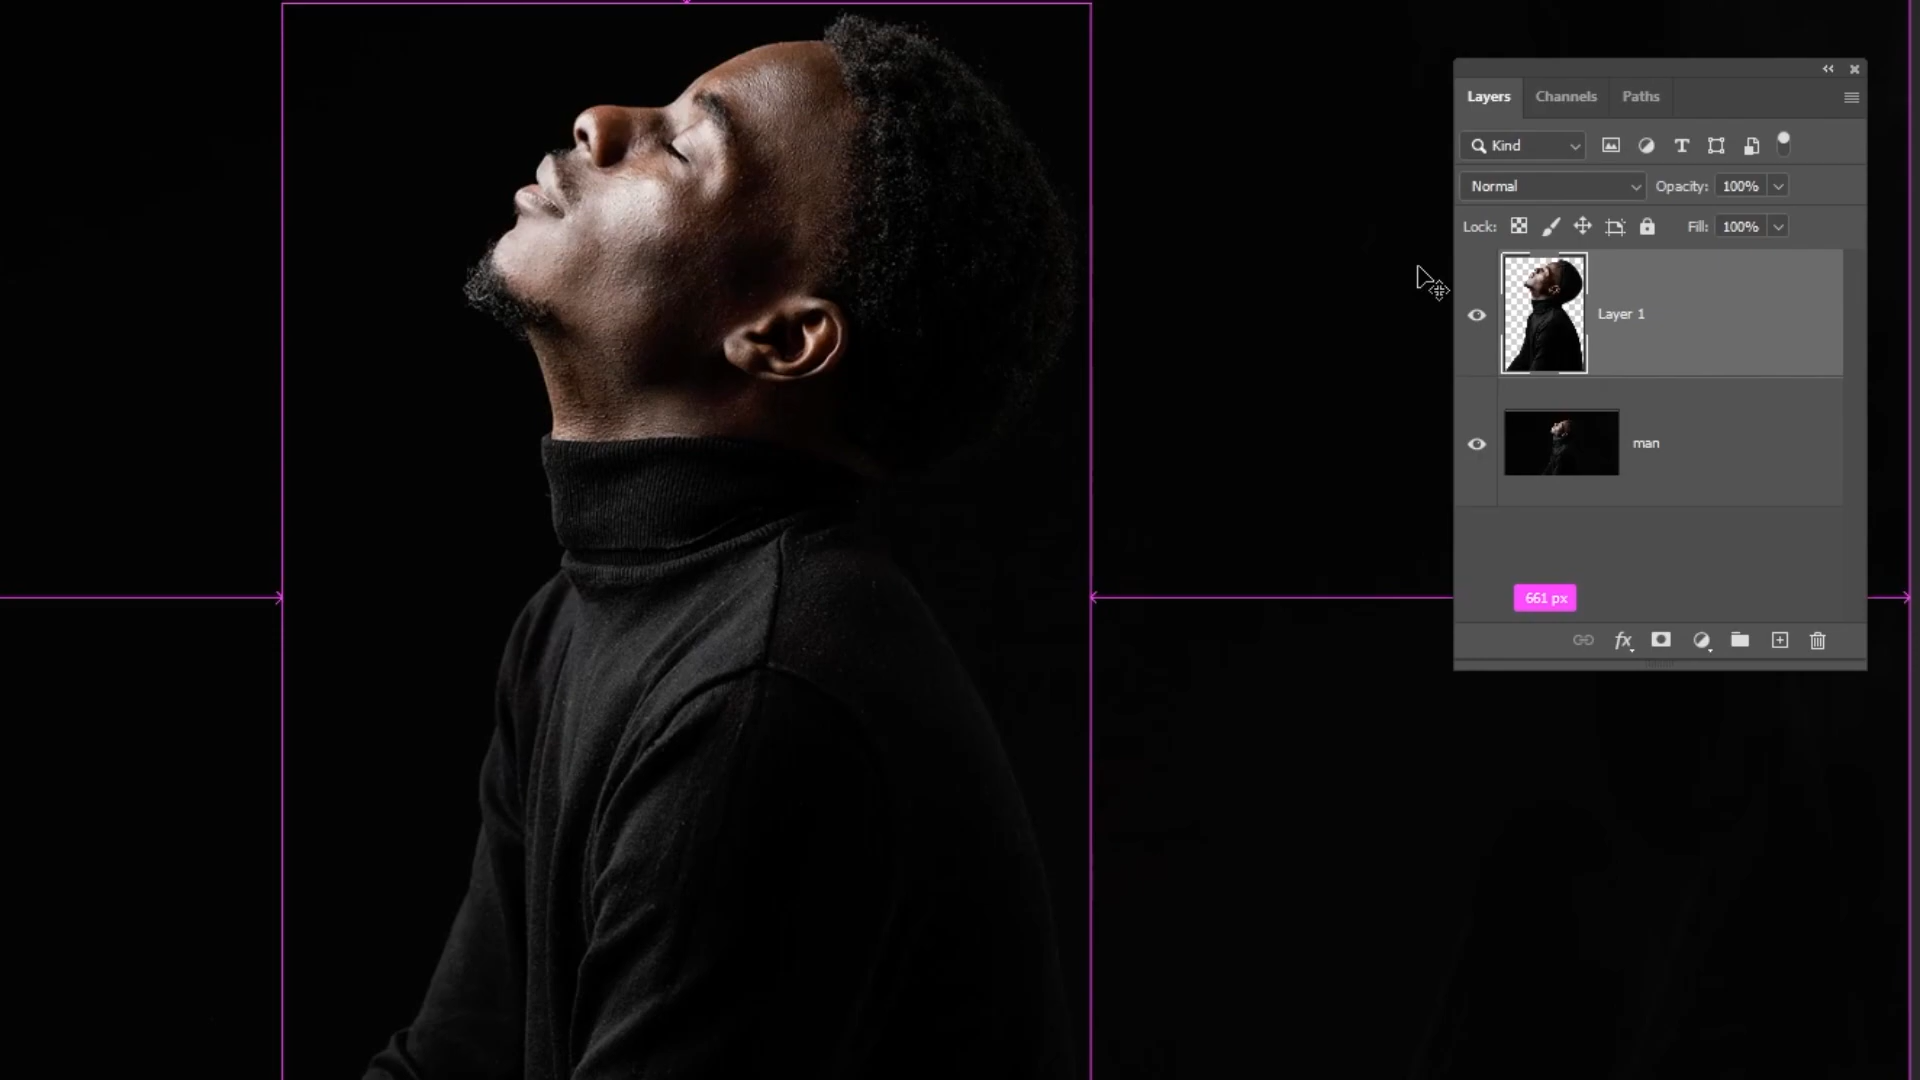 Layers Channels Paths
Kind
Normal Opacity: 100%
Lock: Fill: 100%
Layer 1
man
661 px
fx